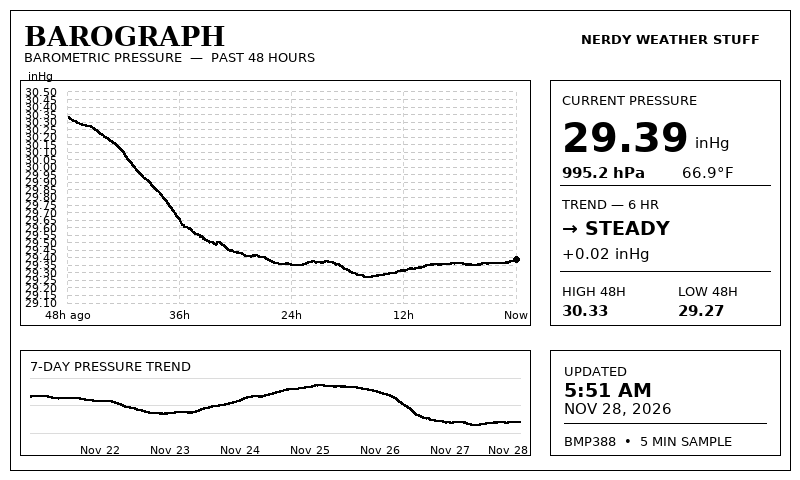 BAROGRAPH
BAROMETRIC PRESSURE — PAST 48 HOURS
NERDY WEATHER STUFF
inHg
30.50
30.45
30.40
30.35
30.30
30.25
30.20
30.15
30.10
30.05
30.00
29.95
29.90
29.85
29.80
29.75
29.70
29.65
29.60
29.55
29.50
29.45
29.40
29.35
29.30
29.25
29.20
29.15
29.10
48h ago 36h 24h 12h Now
CURRENT PRESSURE
29.39 inHg
995.2 hPa 66.9°F
TREND — 6 HR
→ STEADY
+0.02 inHg
HIGH 48H LOW 48H
30.33 29.27
7-DAY PRESSURE TREND
Nov 22 Nov 23 Nov 24 Nov 25 Nov 26 Nov 27 Nov 28
UPDATED
5:51 AM
NOV 28, 2026
BMP388 • 5 MIN SAMPLE